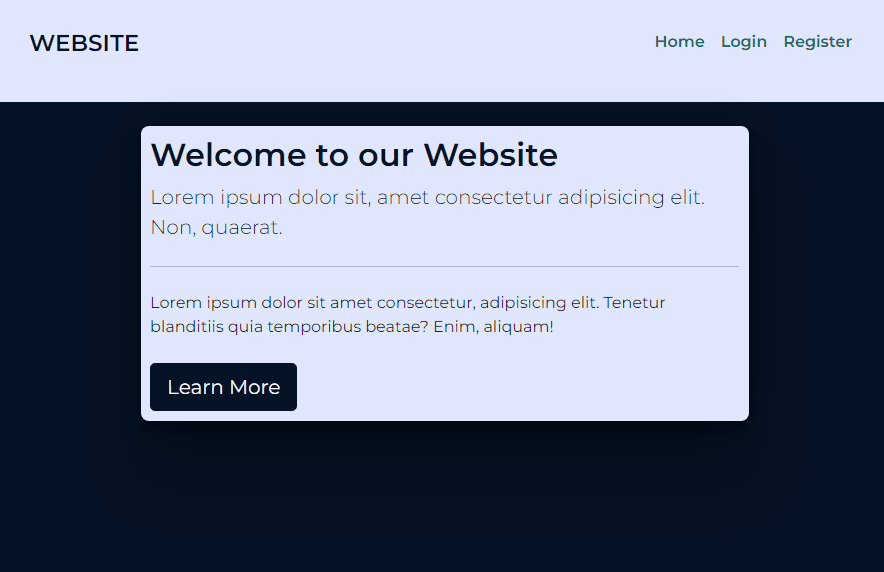 WEBSITE
Home Login Register
Welcome to our Website
Lorem ipsum dolor sit, amet consectetur adipisicing elit.
Non, quaerat.
Lorem ipsum dolor sit amet consectetur, adipisicing elit. Tenetur
blanditiis quia temporibus beatae? Enim, aliquam!
Learn More